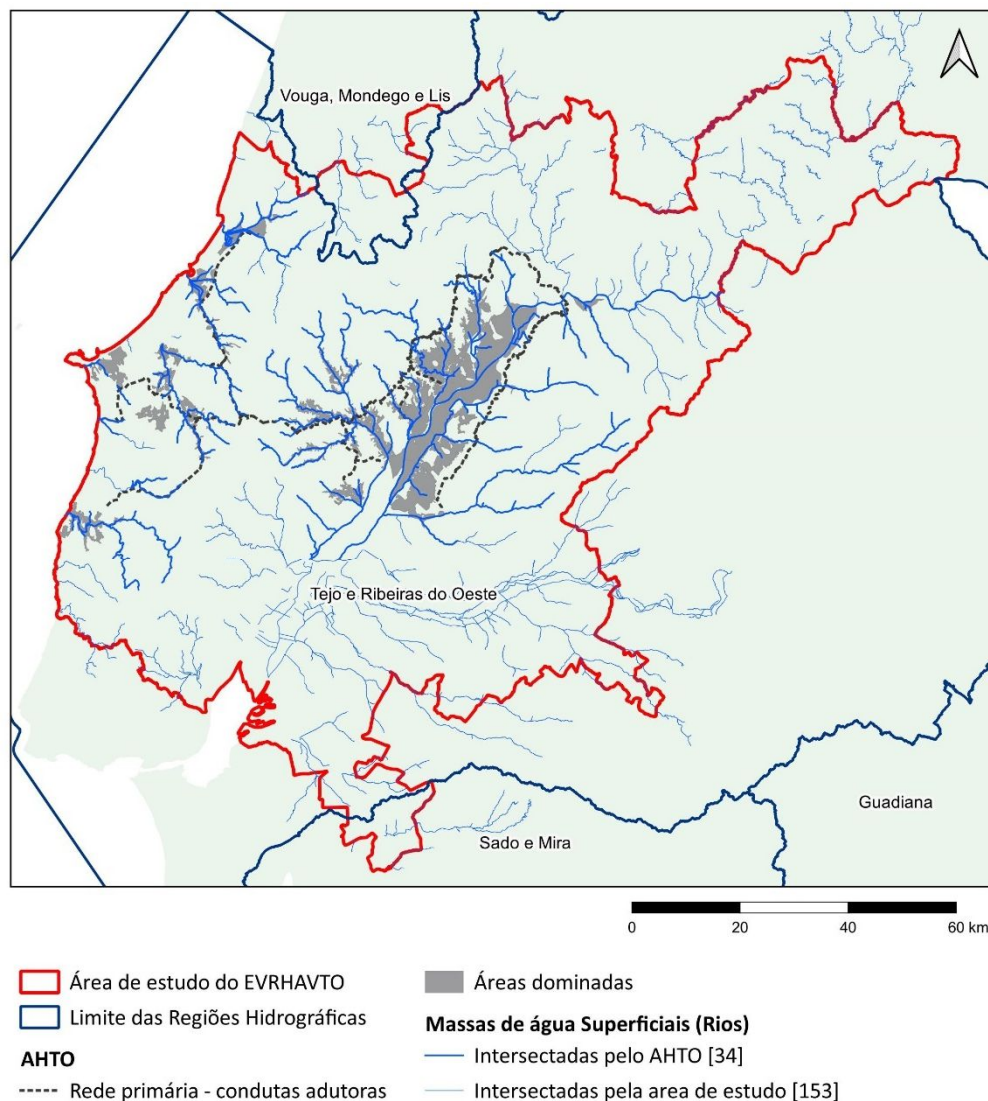 Vouga, Mondego e Lis
Tejo e Ribeiras do Oeste
Guadiana
Sado e Mira
0 20 40 60 km
Área de estudo do EVRHAVTO
Limite das Regiões Hidrográficas
AHTO
Rede primária - condutas adutoras
Áreas dominadas
Massas de água Superficiais (Rios)
Intersectadas pelo AHTO [34]
Intersectadas pela area de estudo [153]